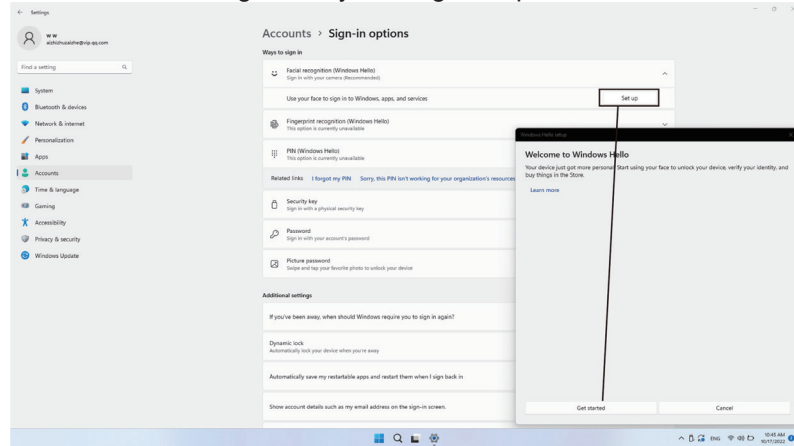 Settings
w w
aizhizhuzaizhe@vip.qq.com
Find a setting
System
Bluetooth & devices
Network & internet
Personalization
Apps
Accounts
Time & language
Gaming
Accessibility
Privacy & security
Windows Update
Accounts > Sign-in options
Ways to sign in
Facial recognition (Windows Hello)
Sign in with your camera (Recommended)
Use your face to sign in to Windows, apps, and services
Set up
Fingerprint recognition (Windows Hello)
This option is currently unavailable
PIN (Windows Hello)
This option is currently unavailable
Related links I forgot my PIN Sorry, this PIN isn't working for your organization's resources
Security key
Sign in with a physical security key
Password
Sign in with your account's password
Picture password
Swipe and tap your favorite photo to unlock your device
Additional settings
If you've been away, when should Windows require you to sign in again?
Dynamic lock
Automatically lock your device when you're away
Automatically save my restartable apps and restart them when I sign back in
Show account details such as my email address on the sign-in screen.
Windows Hello setup
Welcome to Windows Hello
Your device just got more personal. Start using your face to unlock your device, verify your identity, and
buy things in the Store.
Learn more
Get started
Cancel
ENG
10:45 AM
10/17/2022